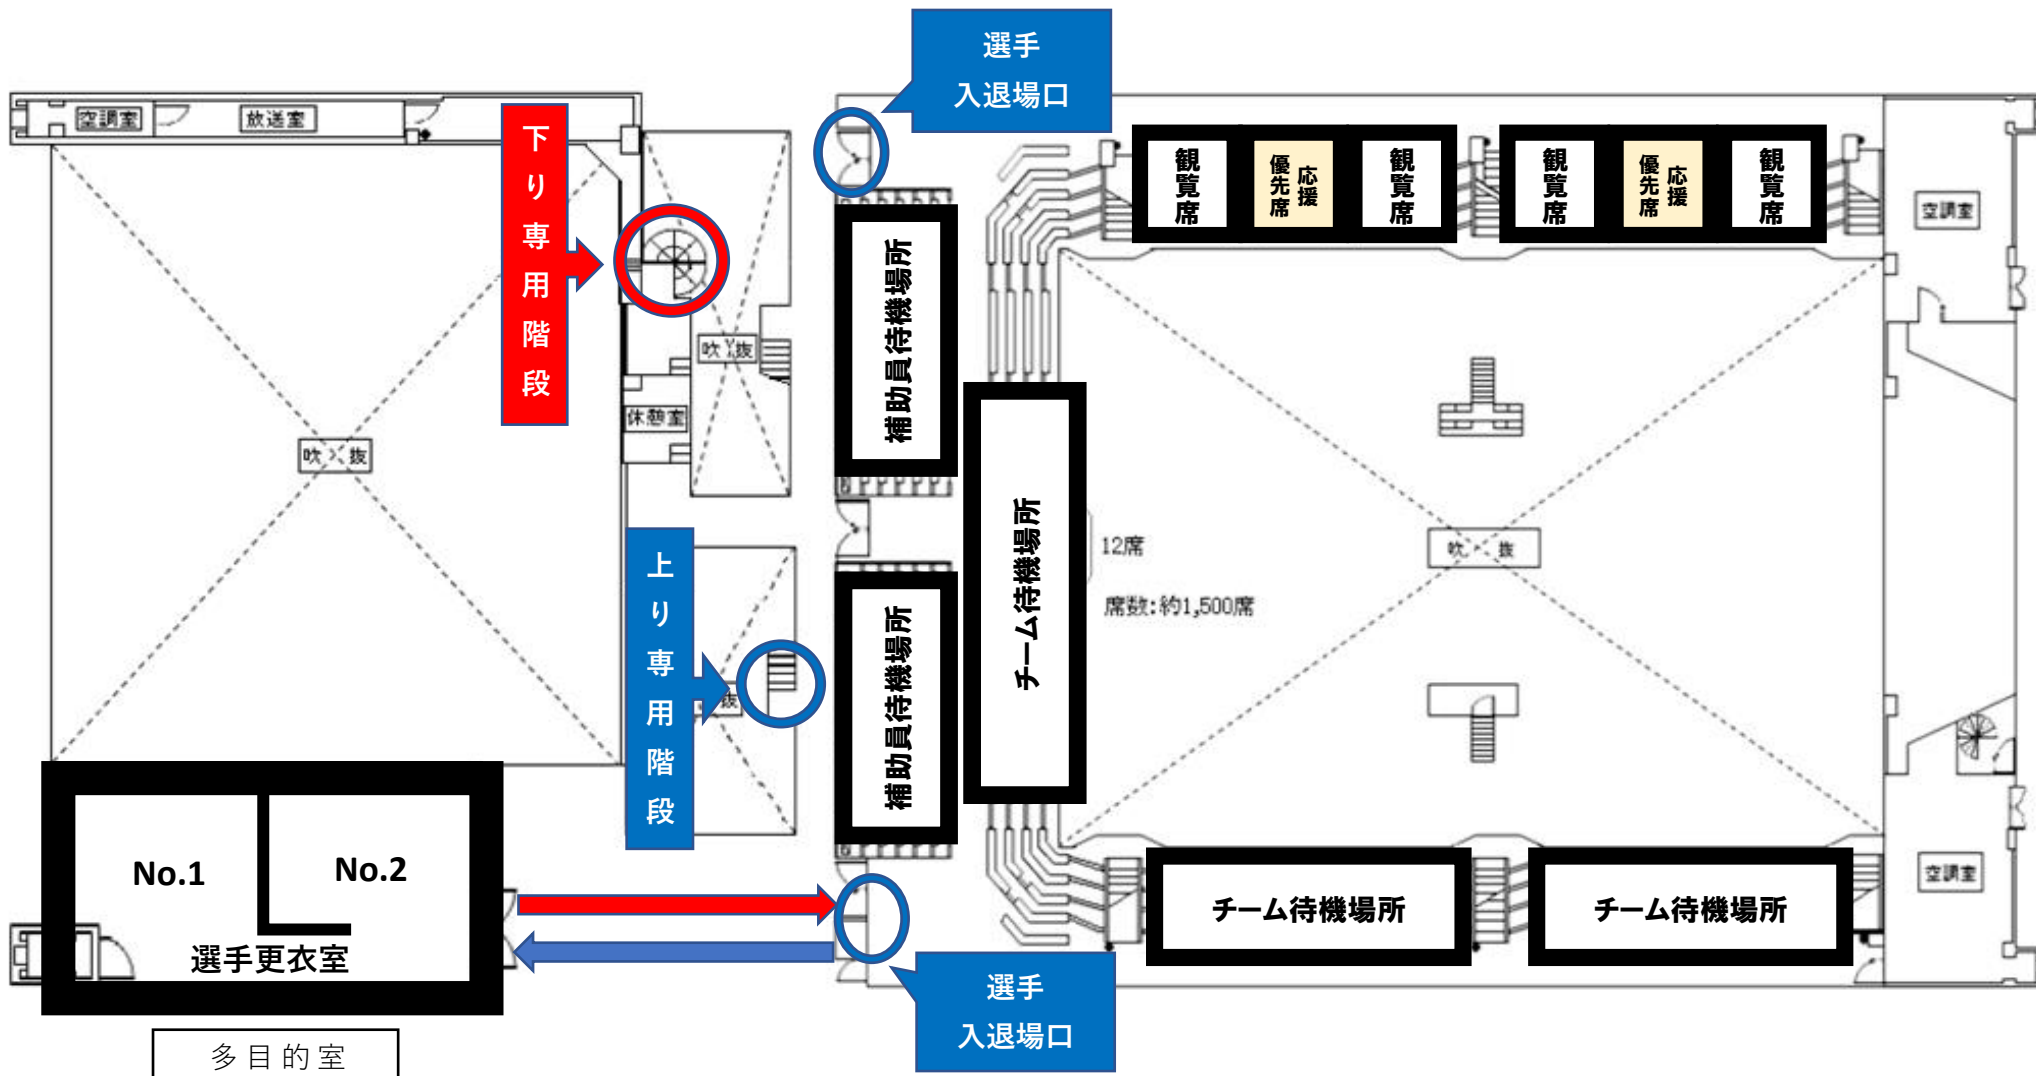 選手
入退場口
空調室
放送室
下り専用階段
観覧席
応援
優先席
観覧席
観覧席
応援
優先席
観覧席
空調室
補助員待機場所
吹抜
休憩室
吹抜
チーム待機場所
12席
席数:約1,500席
吹抜
上り専用階段
抜
補助員待機場所
No.1
No.2
選手更衣室
チーム待機場所
チーム待機場所
空調室
選手
入退場口
多目的室